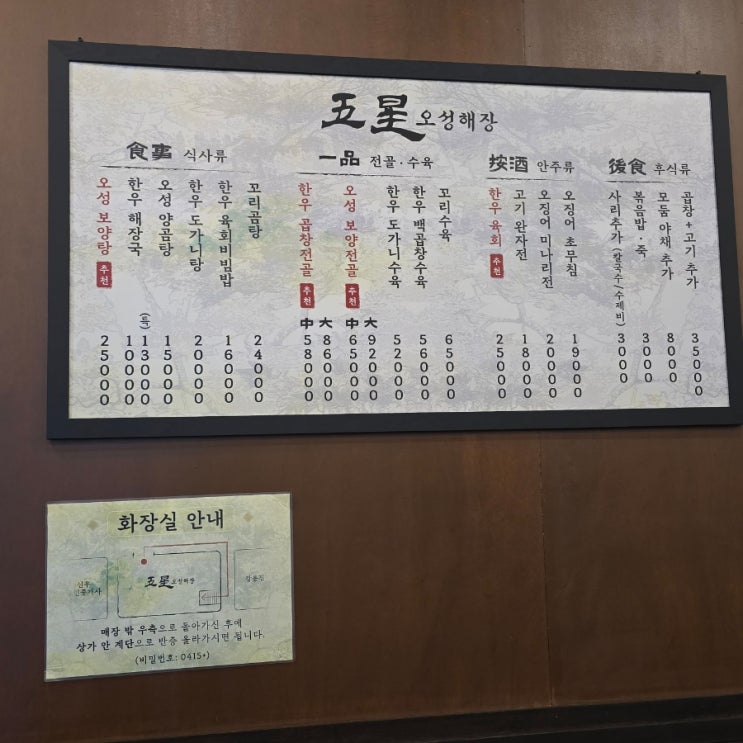 五星 오성해장
食事 식사류
오성 보양탕 추천 25000
한우 해장국 10000 (특) 13000
오성 양곰탕 15000
한우 도가니탕 20000
한우 육회비빔밥 16000
꼬리곰탕 24000
一品 전골·수육
한우 곱창전골 추천 中 58000 大 86000
오성 보양전골 추천 中 65000 大 92000
한우 도가니수육 52000
한우 백곱창수육 56000
꼬리수육 65000
按酒 안주류
한우 육회 추천 25000
고기 완자전 18000
오징어 미나리전 20000
오징어 초무침 19000
後食 후식류
사리추가 (칼국수/수제비) 3000
볶음밥·죽 3000
모둠 야채 추가 8000
곱창+고기 추가 35000
화장실 안내
五星 오성해장
매장 밖 우측으로 돌아가신 후에
상가 안 계단으로 반층 올라가시면 됩니다.
(비밀번호: 0415*)